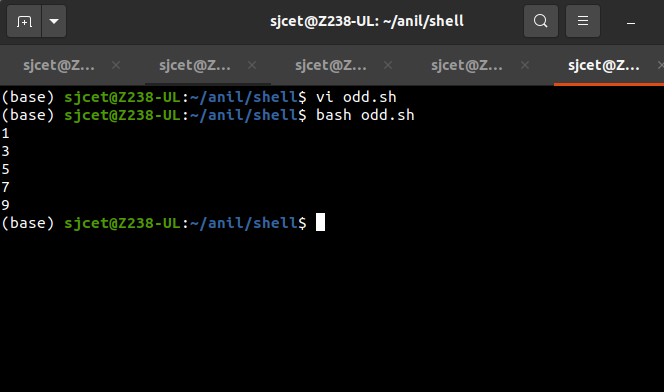 sjcet@Z238-UL: ~/anil/shell
sjcet@Z... sjcet@Z... sjcet@Z... sjcet@Z... sjcet@Z...
(base) sjcet@Z238-UL:~/anil/shell$ vi odd.sh
(base) sjcet@Z238-UL:~/anil/shell$ bash odd.sh
1
3
5
7
9
(base) sjcet@Z238-UL:~/anil/shell$